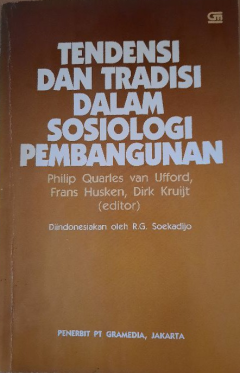 GM
TENDENSI
DAN TRADISI
DALAM
SOSIOLOGI
PEMBANGUNAN
Philip Quarles van Ufford,
Frans Husken, Dirk Kruijt
(editor)
Diindonesiakan oleh R.G. Soekadijo
PENERBIT PT GRAMEDIA, JAKARTA